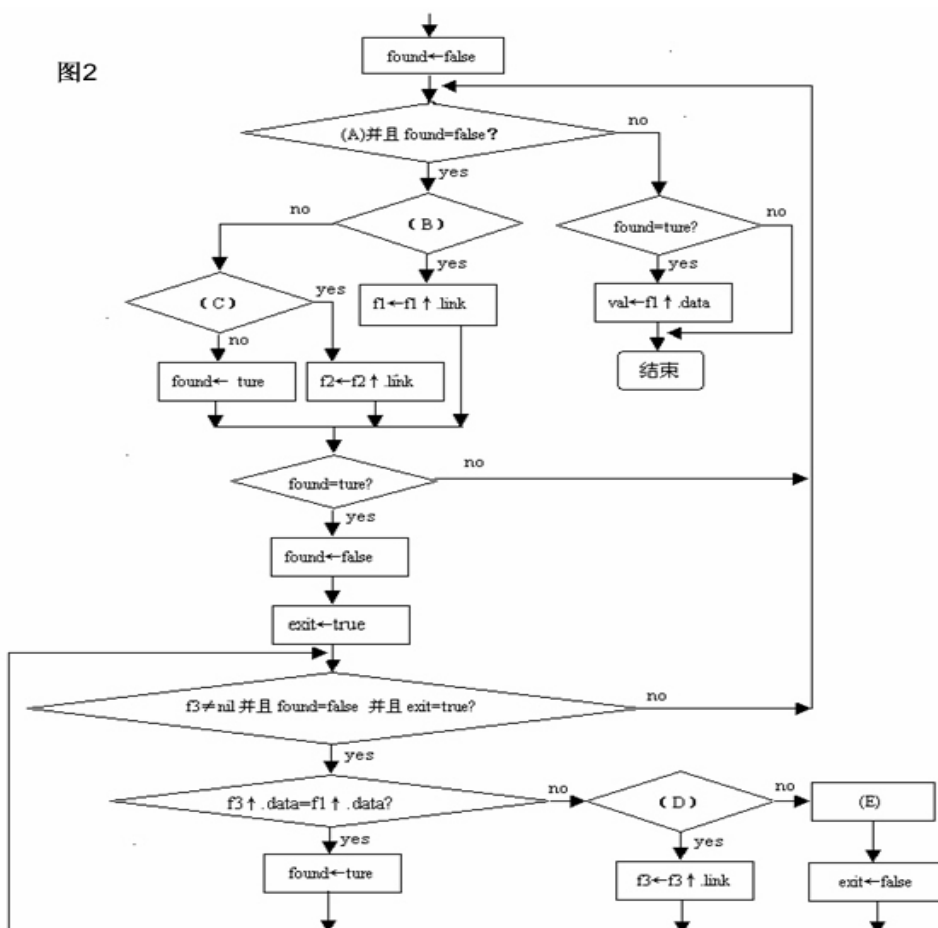 图2
found←false
(A)并且 found=false?
no
yes
no
(B)
found=ture?
no
yes
yes
(C)
yes
f1←f1↑.link
val←f1↑.data
no
found← ture
f2←f2↑.link
结束
found=ture?
no
yes
found←false
exit←true
f3≠nil 并且 found=false 并且 exit=true?
no
yes
f3↑.data=f1↑.data?
no
(D)
no
(E)
yes
yes
found←ture
f3←f3↑.link
exit←false